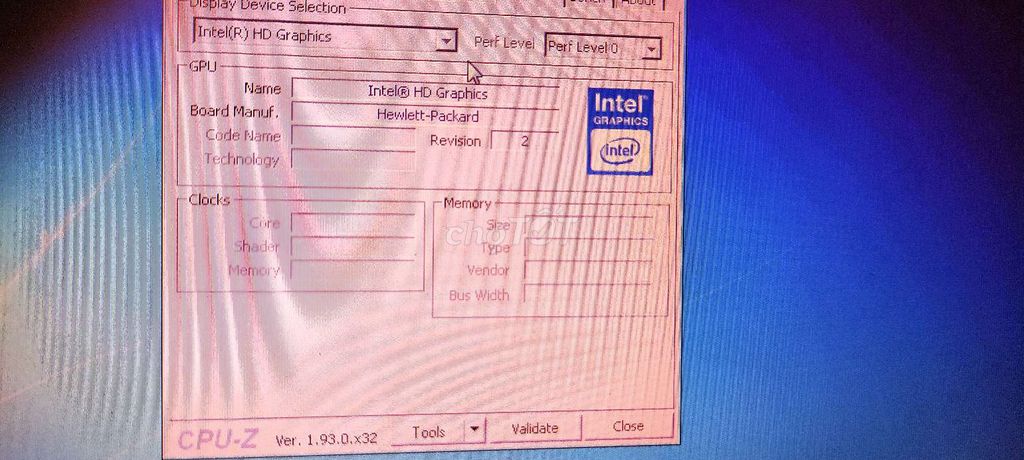 Display Device Selection
Intel(R) HD Graphics
Perf Level
Perf Level 0
GPU
Name
Intel® HD Graphics
Board Manuf.
Hewlett-Packard
Code Name
Revision
2
Technology
Intel®
GRAPHICS
intel
Clocks
Core
Shader
Memory
Memory
Size
Type
Vendor
Bus Width
CPU-Z
Ver. 1.93.0.x32
Tools
Validate
Close